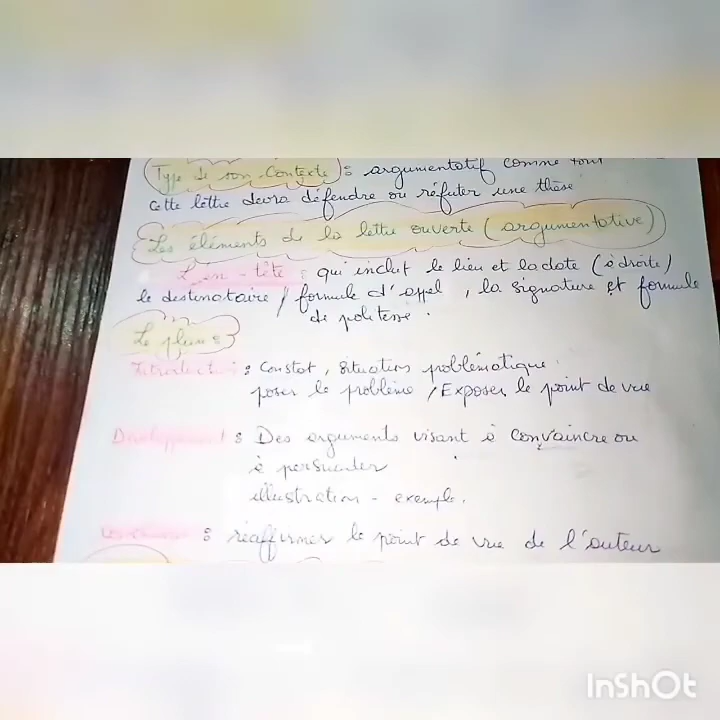 Type de son Contexte : argumentatif comme tout
Cette lettre devra défendre ou réfuter une thèse
Les éléments de la lettre ouverte (argumentative)
L'en-tête : qui inclut le lieu et la date (à droite)
le destinataire / formule d'appel, la signature et formule
de politesse.
Le plan :
Introduction : Constat, situation problématique
poser le problème / Exposer le point de vue
Développement : Des arguments visant à convaincre ou
à persuader
illustration - exemple.
: réaffirmer le point de vue de l'auteur
InShOt